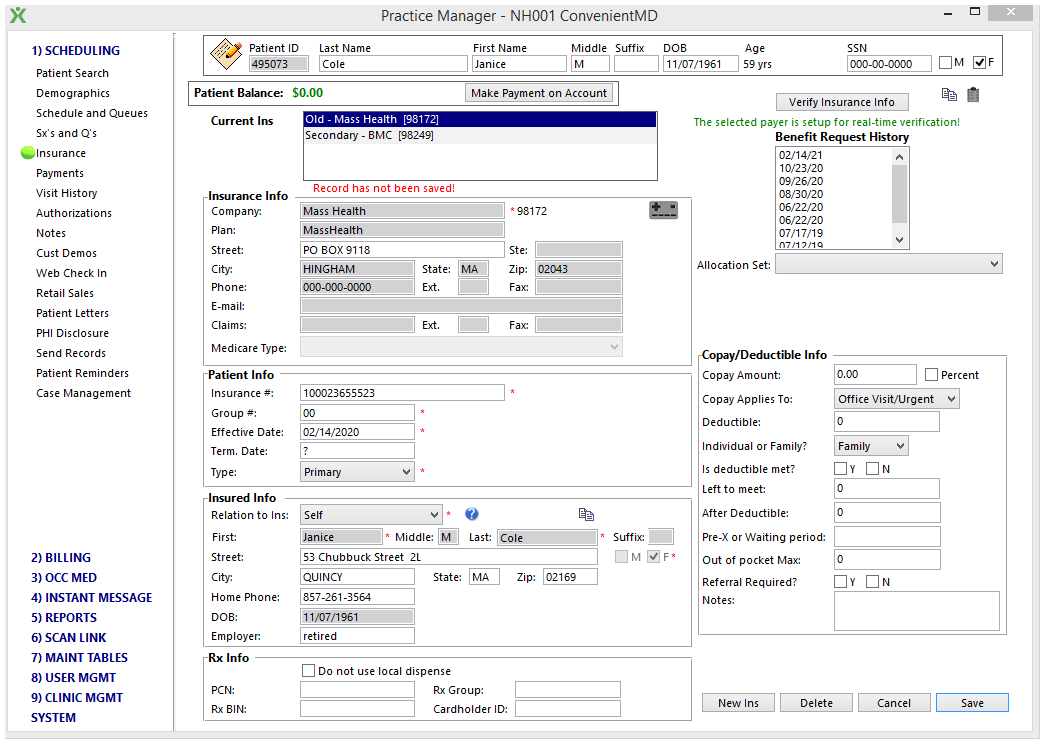 Practice Manager - NH001 ConvenientMD
1) SCHEDULING
Patient Search
Demographics
Schedule and Queues
Sx's and Q's
Insurance
Payments
Visit History
Authorizations
Notes
Cust Demos
Web Check In
Retail Sales
Patient Letters
PHI Disclosure
Send Records
Patient Reminders
Case Management
2) BILLING
3) OCC MED
4) INSTANT MESSAGE
5) REPORTS
6) SCAN LINK
7) MAINT TABLES
8) USER MGMT
9) CLINIC MGMT
SYSTEM
Patient ID Last Name First Name Middle Suffix DOB Age SSN
495073 Cole Janice M 11/07/1961 59 yrs 000-00-0000 M F
Patient Balance: $0.00 Make Payment on Account
Current Ins
Old - Mass Health [98172]
Secondary - BMC [98249]
Record has not been saved!
Insurance Info
Company: Mass Health * 98172
Plan: MassHealth
Street: PO BOX 9118 Ste:
City: HINGHAM State: MA Zip: 02043
Phone: 000-000-0000 Ext. Fax:
E-mail:
Claims: Ext. Fax:
Medicare Type:
Patient Info
Insurance #: 100023655523 *
Group #: 00 *
Effective Date: 02/14/2020 *
Term. Date: ?
Type: Primary *
Insured Info
Relation to Ins: Self * ?
First: Janice * Middle: M Last: Cole * Suffix:
Street: 53 Chubbuck Street 2L M F *
City: QUINCY State: MA Zip: 02169
Home Phone: 857-261-3564
DOB: 11/07/1961
Employer: retired
Rx Info
Do not use local dispense
PCN: Rx Group:
Rx BIN: Cardholder ID:
Verify Insurance Info
The selected payer is setup for real-time verification!
Benefit Request History
02/14/21
10/23/20
09/26/20
08/30/20
06/22/20
06/22/20
07/17/19
07/12/19
Allocation Set:
Copay/Deductible Info
Copay Amount: 0.00 Percent
Copay Applies To: Office Visit/Urgent
Deductible: 0
Individual or Family? Family
Is deductible met? Y N
Left to meet: 0
After Deductible: 0
Pre-X or Waiting period:
Out of pocket Max: 0
Referral Required? Y N
Notes:
New Ins Delete Cancel Save